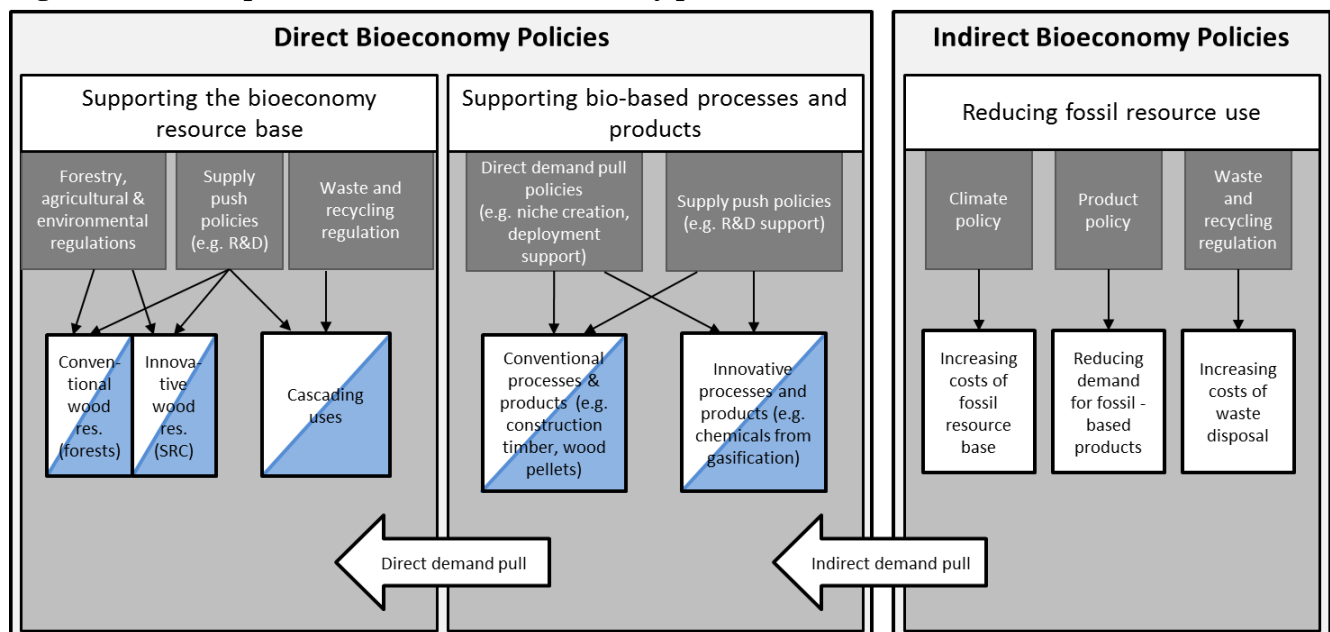 Direct Bioeconomy Policies
Supporting the bioeconomy
resource base
Forestry,
agricultural &
environmental
regulations
Supply
push
policies
(e.g. R&D)
Waste and
recycling
regulation
Conven-
tional
wood
res.
(forests)
Innova-
tive
wood
res.
(SRC)
Cascading
uses
Supporting bio-based processes and
products
Direct demand pull
policies
(e.g. niche creation,
deployment
support)
Supply push policies
(e.g. R&D support)
Conventional
processes &
products (e.g.
construction
timber, wood
pellets)
Innovative
processes and
products (e.g.
chemicals from
gasification)
Direct demand pull
Indirect Bioeconomy Policies
Reducing fossil resource use
Climate
policy
Product
policy
Waste
and
recycling
regulation
Increasing
costs of
fossil
resource
base
Reducing
demand
for fossil -
based
products
Increasing
costs of
waste
disposal
Indirect demand pull